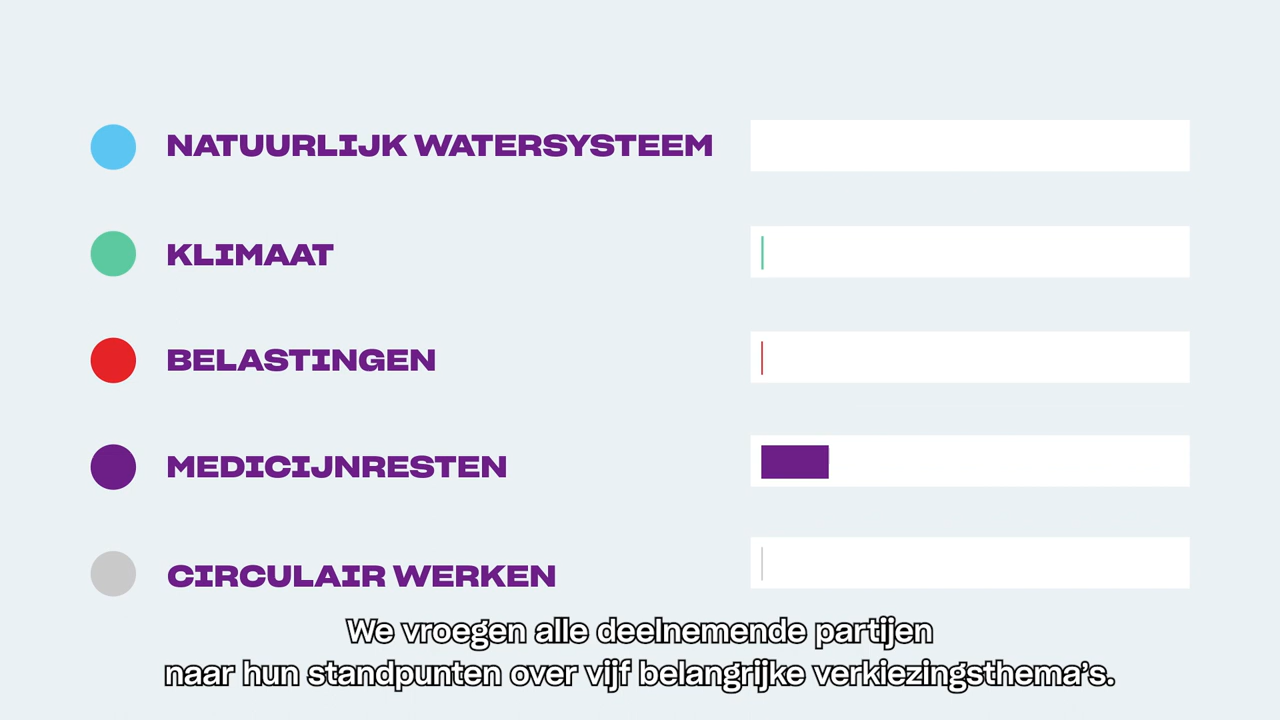 NATUURLIJK WATERSYSTEEM
KLIMAAT
BELASTINGEN
MEDICIJNRESTEN
CIRCULAIR WERKEN
We vroegen alle deelnemende partijen
naar hun standpunten over vijf belangrijke verkiezingsthema's.